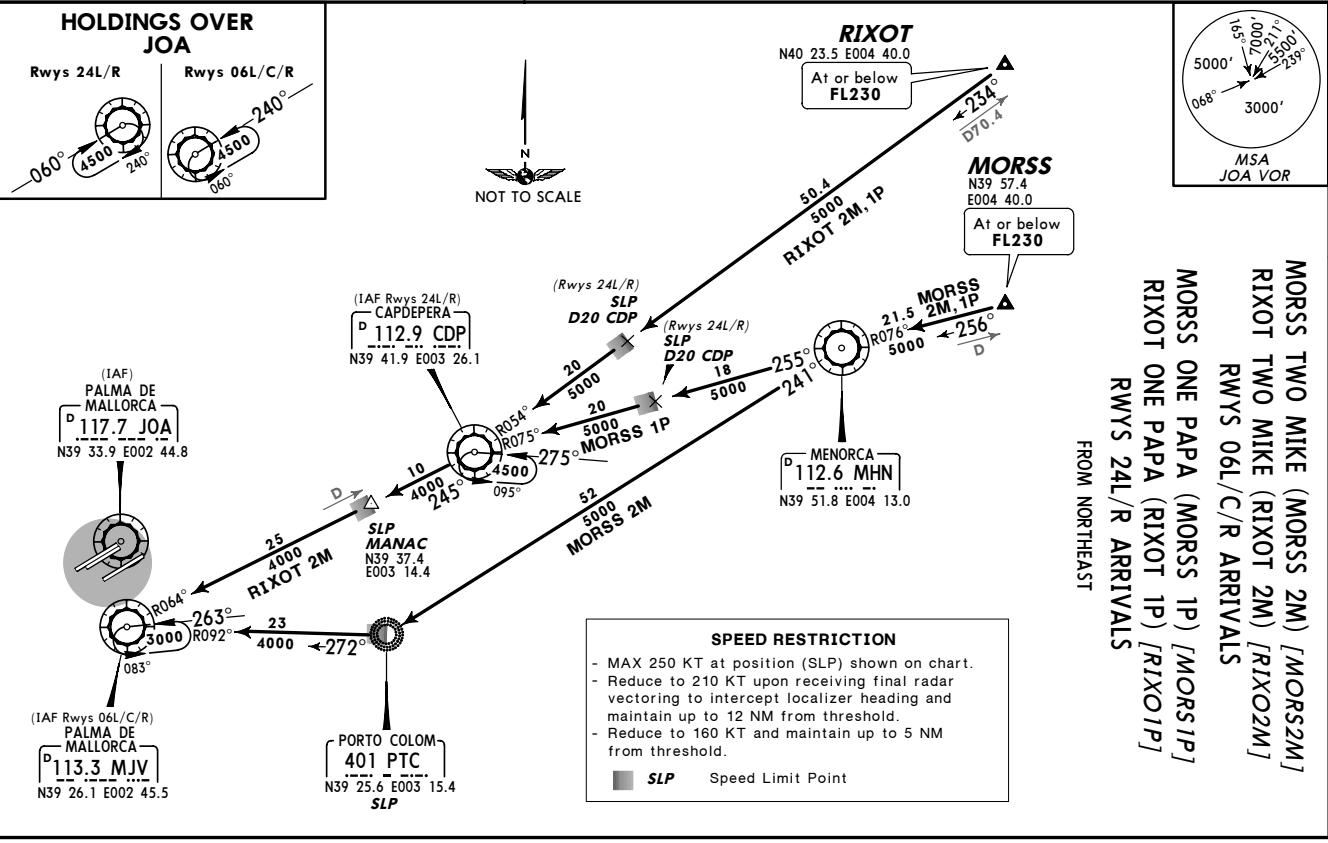 HOLDINGS OVER
JOA
Rwys 24L/R
Rwys 06L/C/R
060°
4500
240°
240°
4500
060°
N
NOT TO SCALE
RIXOT
N40 23.5 E004 40.0
At or below
FL230
234°
D70.4
165°
7000'
211°
5500'
239°
5000'
068°
3000'
MSA
JOA VOR
MORSS
N39 57.4
E004 40.0
At or below
FL230
50.4
5000
RIXOT 2M,1P
MORSS
2M,1P
21.5
R076°
5000
256°
D
(Rwys 24L/R)
SLP
D20 CDP
(Rwys 24L/R)
SLP
D20 CDP
(IAF Rwys 24L/R)
CAPDEPERA
D 112.9 CDP
N39 41.9 E003 26.1
20
5000
18
5000
255°
241°
20
5000
MORSS 1P
R054°
R075°
275°
4500
095°
MENORCA
D 112.6 MHN
N39 51.8 E004 13.0
(IAF)
PALMA DE
MALLORCA
D 117.7 JOA
N39 33.9 E002 44.8
10
4000
245°
D
SLP
MANAC
N39 37.4
E003 14.4
52
5000
MORSS 2M
25
4000
RIXOT 2M
R064°
263°
3000
R092°
083°
23
4000
272°
(IAF Rwys 06L/C/R)
PALMA DE
MALLORCA
D 113.3 MJV
N39 26.1 E002 45.5
PORTO COLOM
401 PTC
N39 25.6 E003 15.4
SLP
SPEED RESTRICTION
- MAX 250 KT at position (SLP) shown on chart.
- Reduce to 210 KT upon receiving final radar
vectoring to intercept localizer heading and
maintain up to 12 NM from threshold.
- Reduce to 160 KT and maintain up to 5 NM
from threshold.
SLP Speed Limit Point
MORSS TWO MIKE (MORSS 2M) [MORS2M]
RIXOT TWO MIKE (RIXOT 2M) [RIXO2M]
RWYS 06L/C/R ARRIVALS
MORSS ONE PAPA (MORSS 1P) [MORS1P]
RIXOT ONE PAPA (RIXOT 1P) [RIXO1P]
RWYS 24L/R ARRIVALS
FROM NORTHEAST